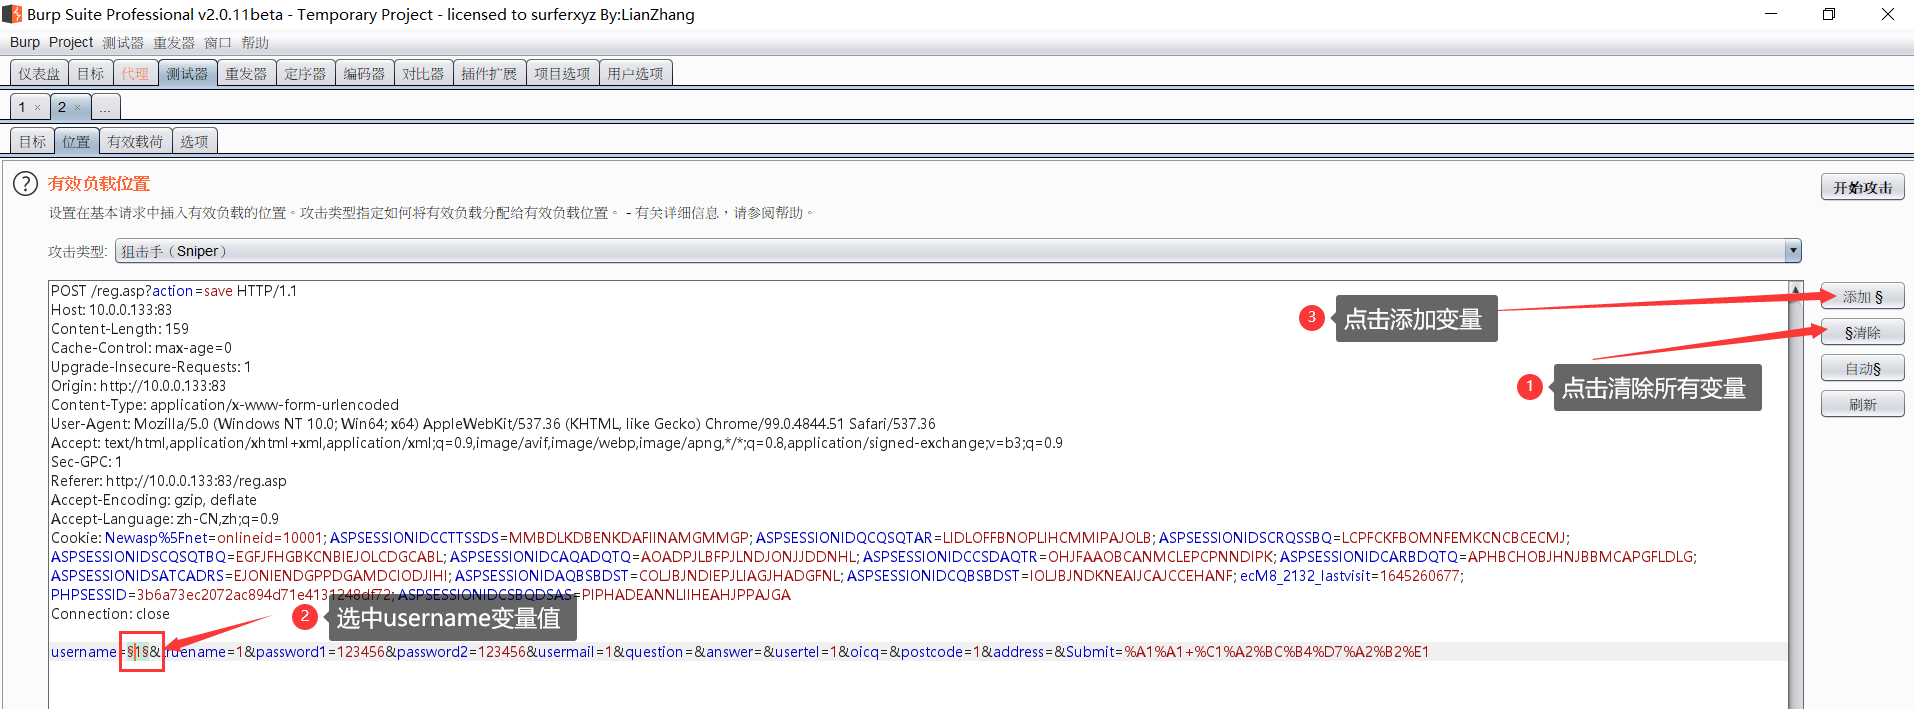 Burp Suite Professional v2.0.11beta - Temporary Project - licensed to surferxyz By:LianZhang
Burp Project 测试器 重发器 窗口 帮助
仪表盘 目标 代理 测试器 重发器 定序器 编码器 对比器 插件扩展 项目选项 用户选项
1 × 2 × ...
目标 位置 有效载荷 选项
? 有效负载位置
开始攻击
设置在基本请求中插入有效负载的位置。攻击类型指定如何将有效负载分配给有效负载位置。 - 有关详细信息，请参阅帮助。
攻击类型: 狙击手（Sniper）
POST /reg.asp?action=save HTTP/1.1
Host: 10.0.0.133:83
Content-Length: 159
Cache-Control: max-age=0
Upgrade-Insecure-Requests: 1
Origin: http://10.0.0.133:83
Content-Type: application/x-www-form-urlencoded
User-Agent: Mozilla/5.0 (Windows NT 10.0; Win64; x64) AppleWebKit/537.36 (KHTML, like Gecko) Chrome/99.0.4844.51 Safari/537.36
Accept: text/html,application/xhtml+xml,application/xml;q=0.9,image/avif,image/webp,image/apng,*/*;q=0.8,application/signed-exchange;v=b3;q=0.9
Sec-GPC: 1
Referer: http://10.0.0.133:83/reg.asp
Accept-Encoding: gzip, deflate
Accept-Language: zh-CN,zh;q=0.9
Cookie: Newasp%5Fnet=onlineid=10001; ASPSESSIONIDCCTTSSDS=MMBDLKDBENKDAFIINAMGMMGP; ASPSESSIONIDQCQSQTAR=LIDLOFFBNOPLIHCMMIPAJOLB; ASPSESSIONIDSCRQSSBQ=LCPFCKFBOMNFEMKCNCBCECMJ;
ASPSESSIONIDSCQSQTBQ=EGFJFHGBKCNBIEJOLCDGCABL; ASPSESSIONIDCAQADQTQ=AOADPJLBFPJLNDJONJJDDNHL; ASPSESSIONIDCCSDAQTR=OHJFAAOBCANMCLEPCPNNDIPK; ASPSESSIONIDCARBDQTQ=APHBCHOBJHNJBBMCAPGFLDLG;
ASPSESSIONIDSATCADRS=EJONIENDGPPDGAMDCIODJIHI; ASPSESSIONIDAQBSBDST=COLJBJNDIEPJLIAGJHADGFNL; ASPSESSIONIDCQBSBDST=IOLJBJNDKNEAIJCAJCCEHANF; ecM8_2132_lastvisit=1645260677;
PHPSESSID=3b6a73ec2072ac894d71e4131248df72; ASPSESSIONIDCSBQDSAS=PIPHADEANNLIIHEAHJPPAJGA
Connection: close
username=§1§&truename=1&password1=123456&password2=123456&usermail=1&question=&answer=&usertel=1&oicq=&postcode=1&address=&Submit=%A1%A1+%C1%A2%BC%B4%D7%A2%B2%E1
3 点击添加变量
1 点击清除所有变量
2 选中username变量值
添加 §
§清除
自动§
刷新